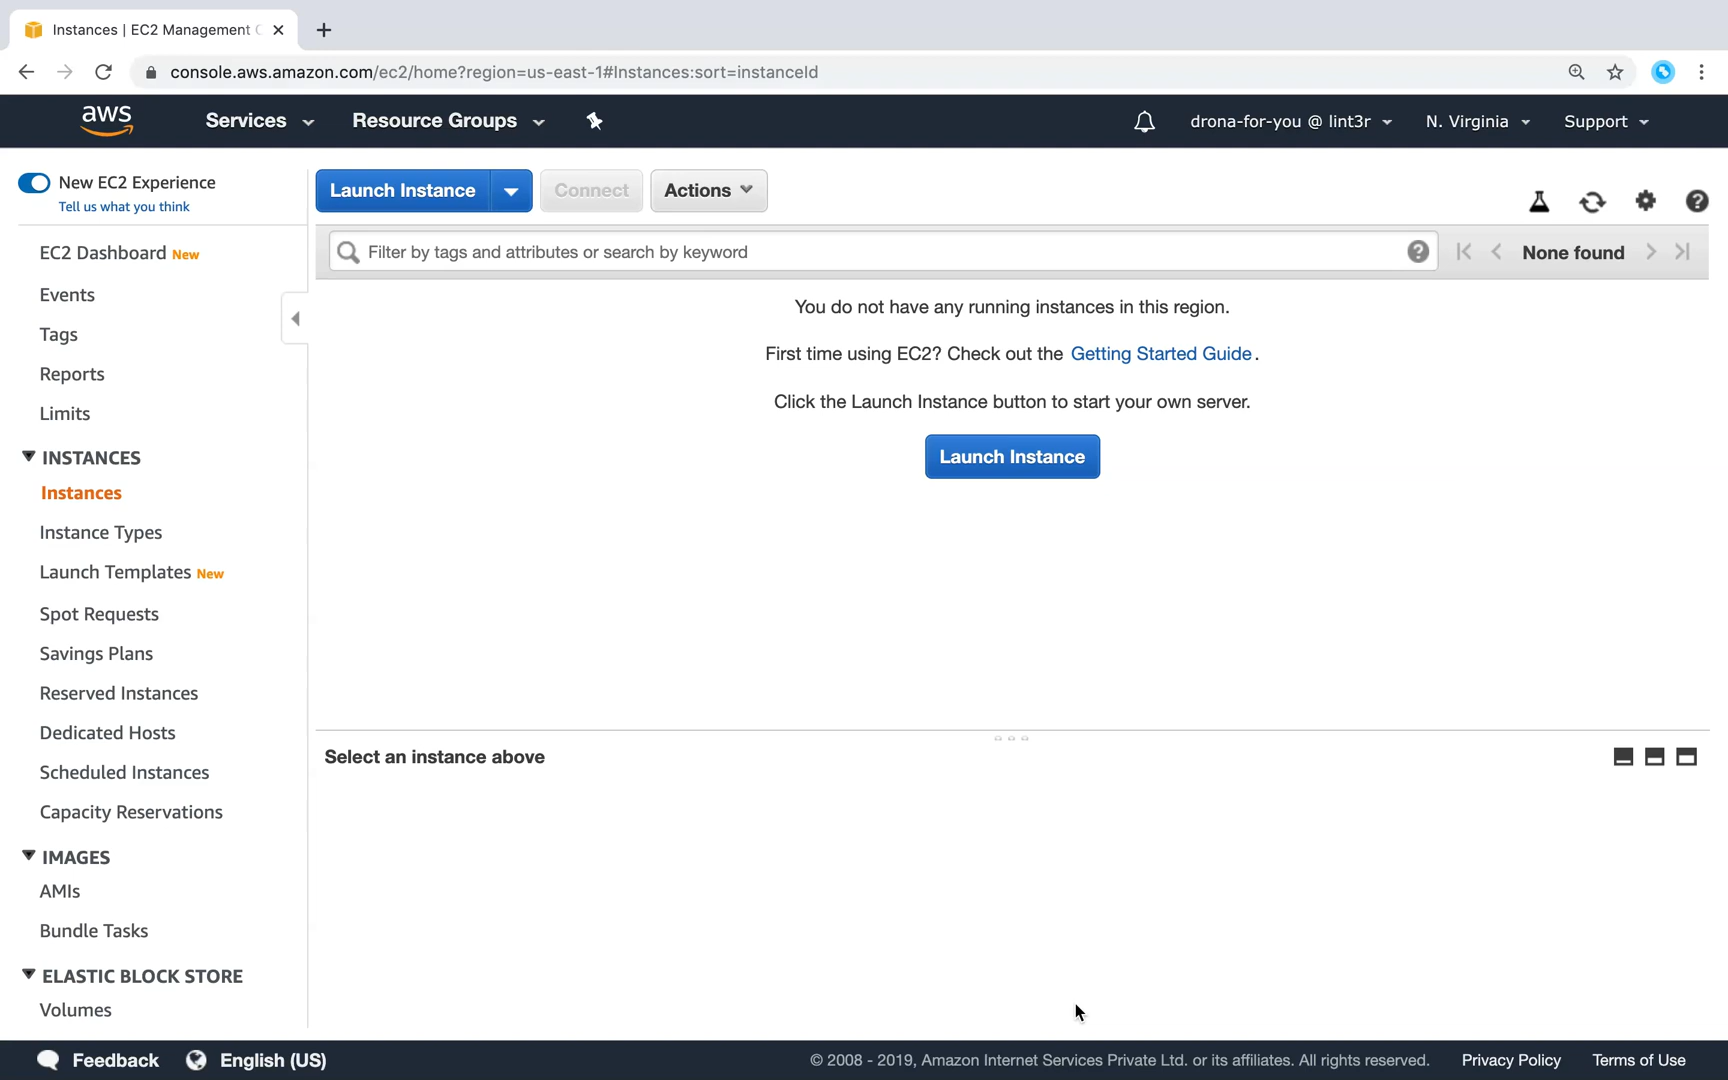 Instances | EC2 Management C
console.aws.amazon.com/ec2/home?region=us-east-1#Instances:sort=instanceId
aws
Services
Resource Groups
drona-for-you @ lint3r
N. Virginia
Support
New EC2 Experience
Tell us what you think
EC2 Dashboard New
Events
Tags
Reports
Limits
INSTANCES
Instances
Instance Types
Launch Templates New
Spot Requests
Savings Plans
Reserved Instances
Dedicated Hosts
Scheduled Instances
Capacity Reservations
IMAGES
AMIs
Bundle Tasks
ELASTIC BLOCK STORE
Volumes
Launch Instance
Connect
Actions
Filter by tags and attributes or search by keyword
None found
You do not have any running instances in this region.
First time using EC2? Check out the Getting Started Guide.
Click the Launch Instance button to start your own server.
Launch Instance
Select an instance above
Feedback
English (US)
© 2008 - 2019, Amazon Internet Services Private Ltd. or its affiliates. All rights reserved.
Privacy Policy
Terms of Use